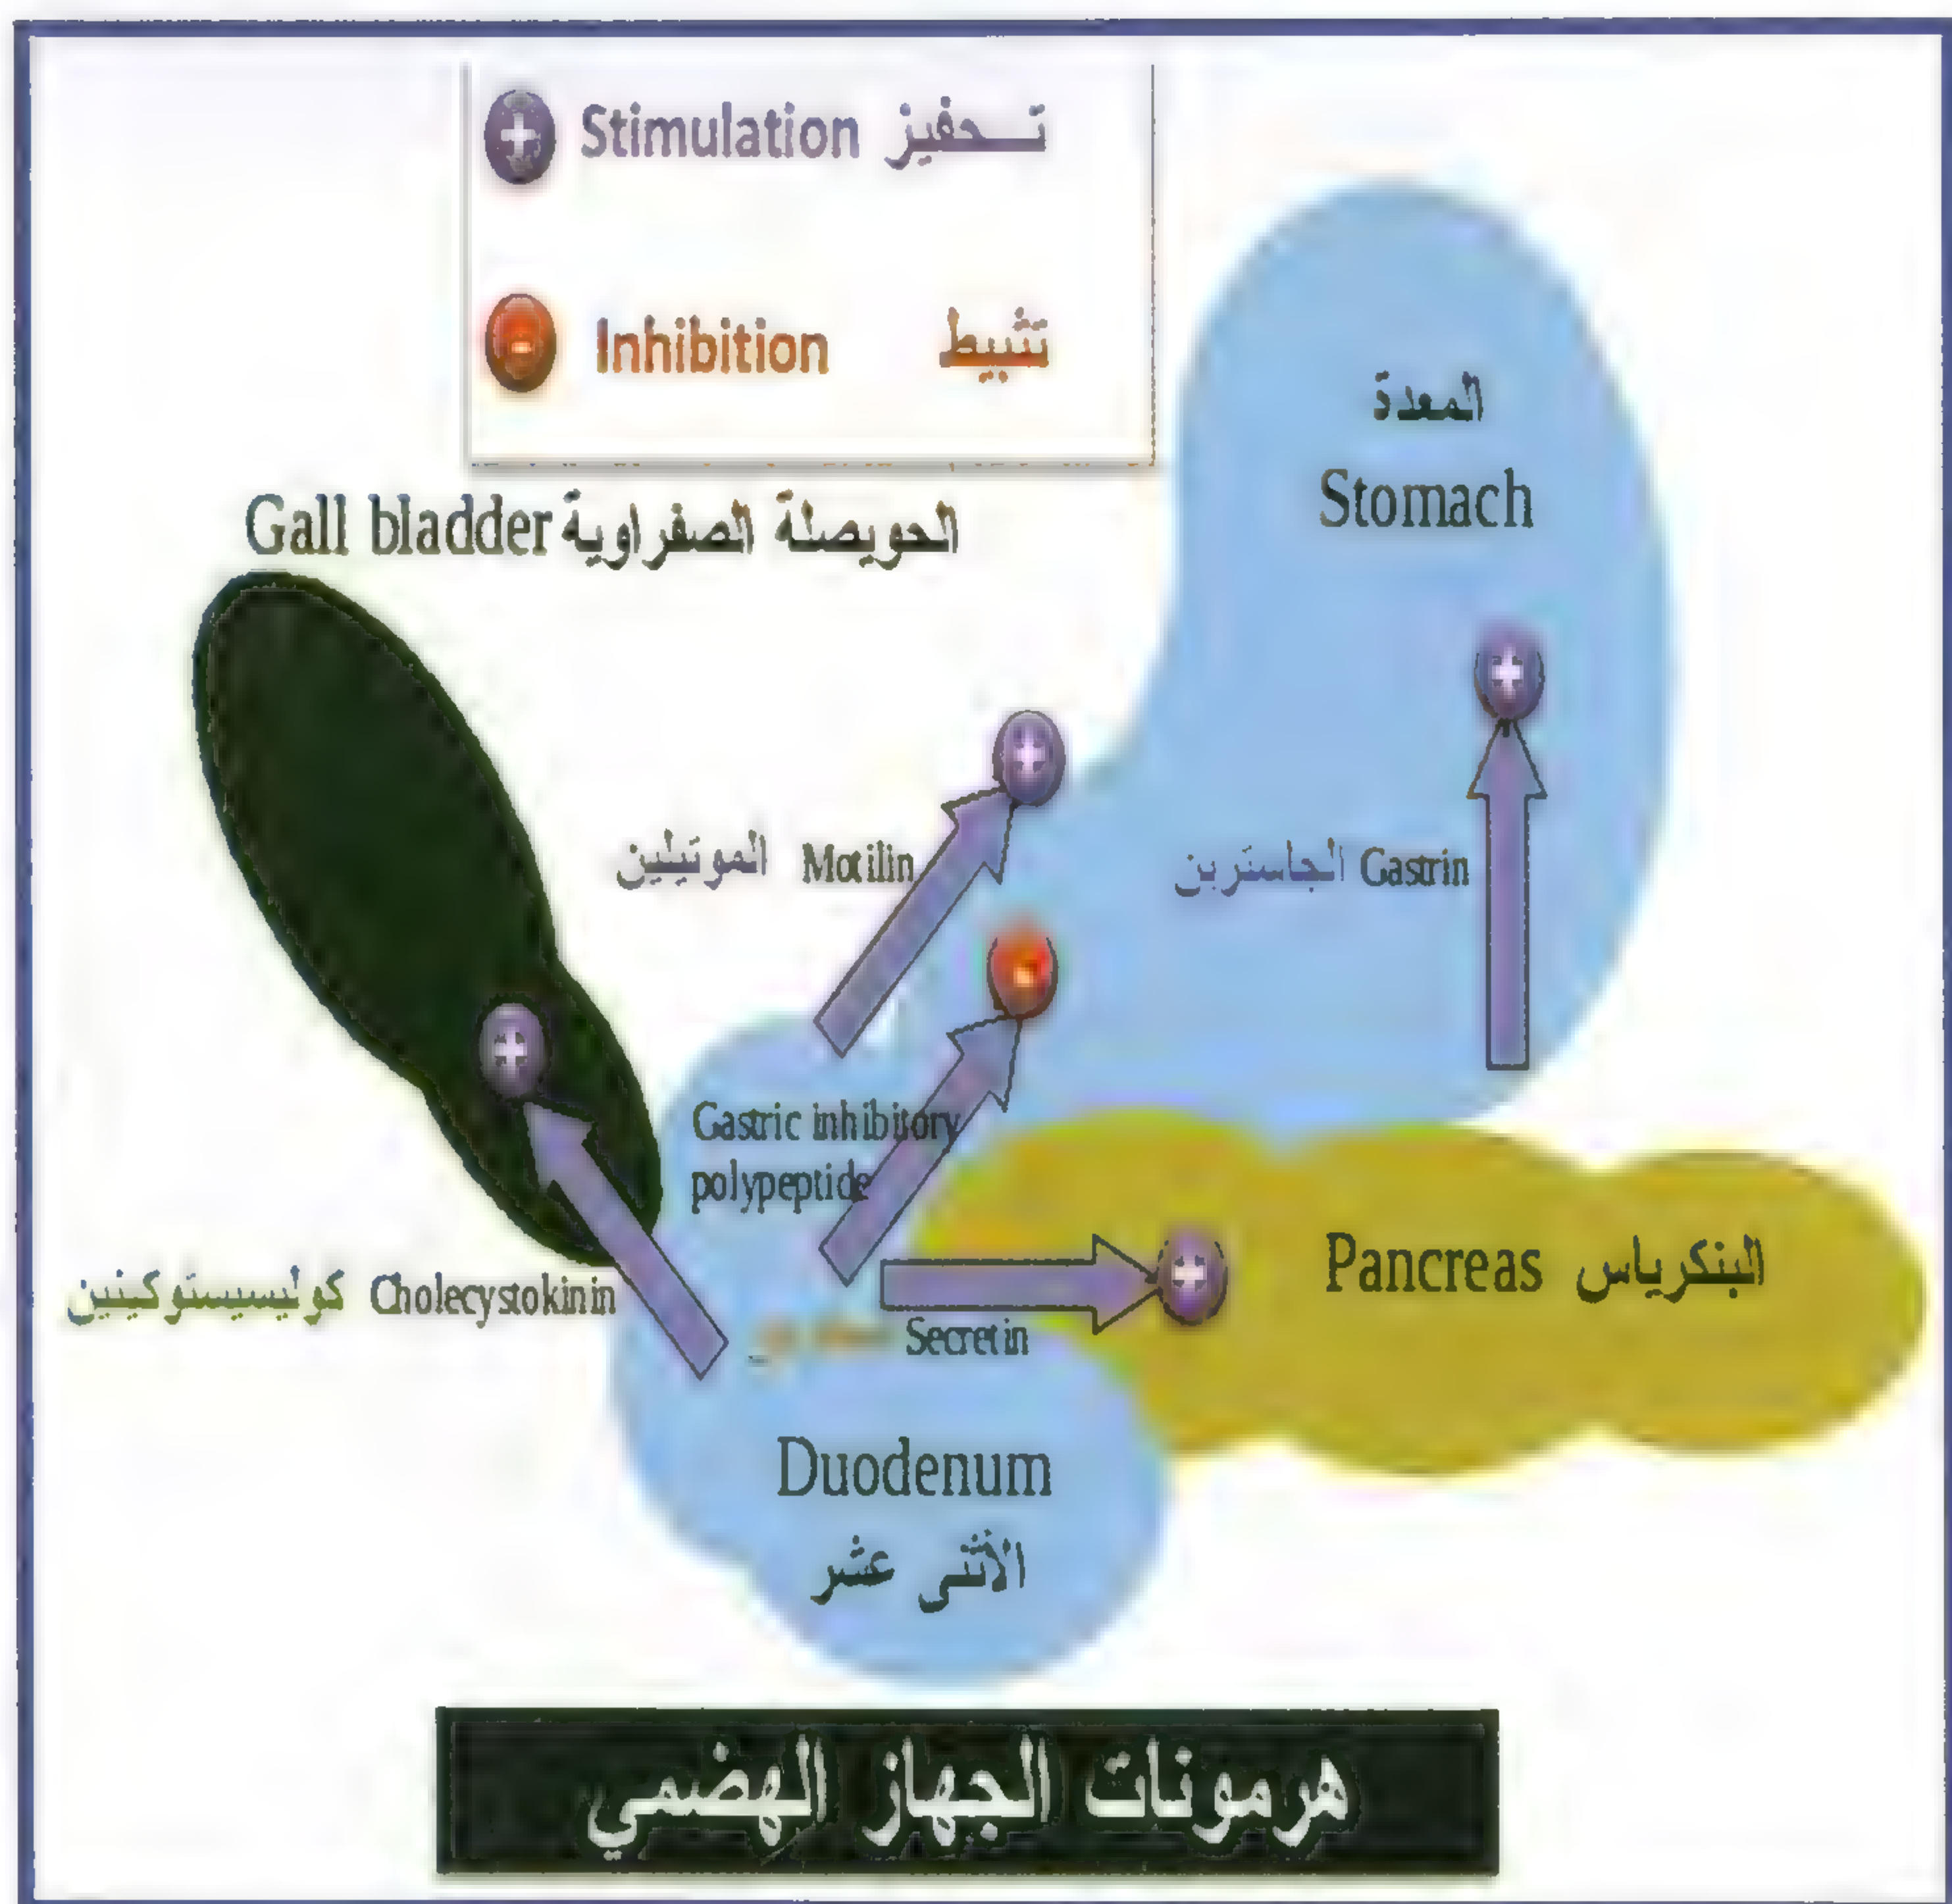 Stimulation تـــحفيز
Inhibition تثبيط
المعدة
Stomach
Gall bladder الحويصلة الصفراوية
الموتيلين Motilin
الجاسترين Gastrin
Gastric inhibitory
polypeptide
كوليسيستوكينين Cholecystokinin
Pancreas البنكرياس
Secretin
Duodenum
الأثنى عشر
هرمونات الجهاز الهضمي